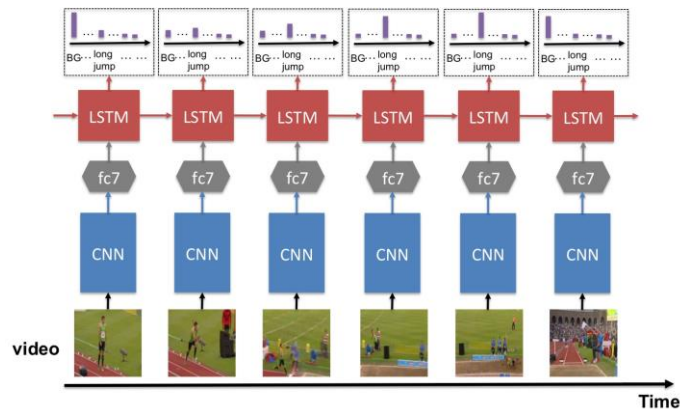 BG... ... ... long jump
BG... ... ... long jump
BG... ... ... long jump
BG... ... ... long jump
BG... ... ... long jump
BG... ... ... long jump
LSTM LSTM LSTM LSTM LSTM LSTM
fc7 fc7 fc7 fc7 fc7 fc7
CNN CNN CNN CNN CNN CNN
video
Time